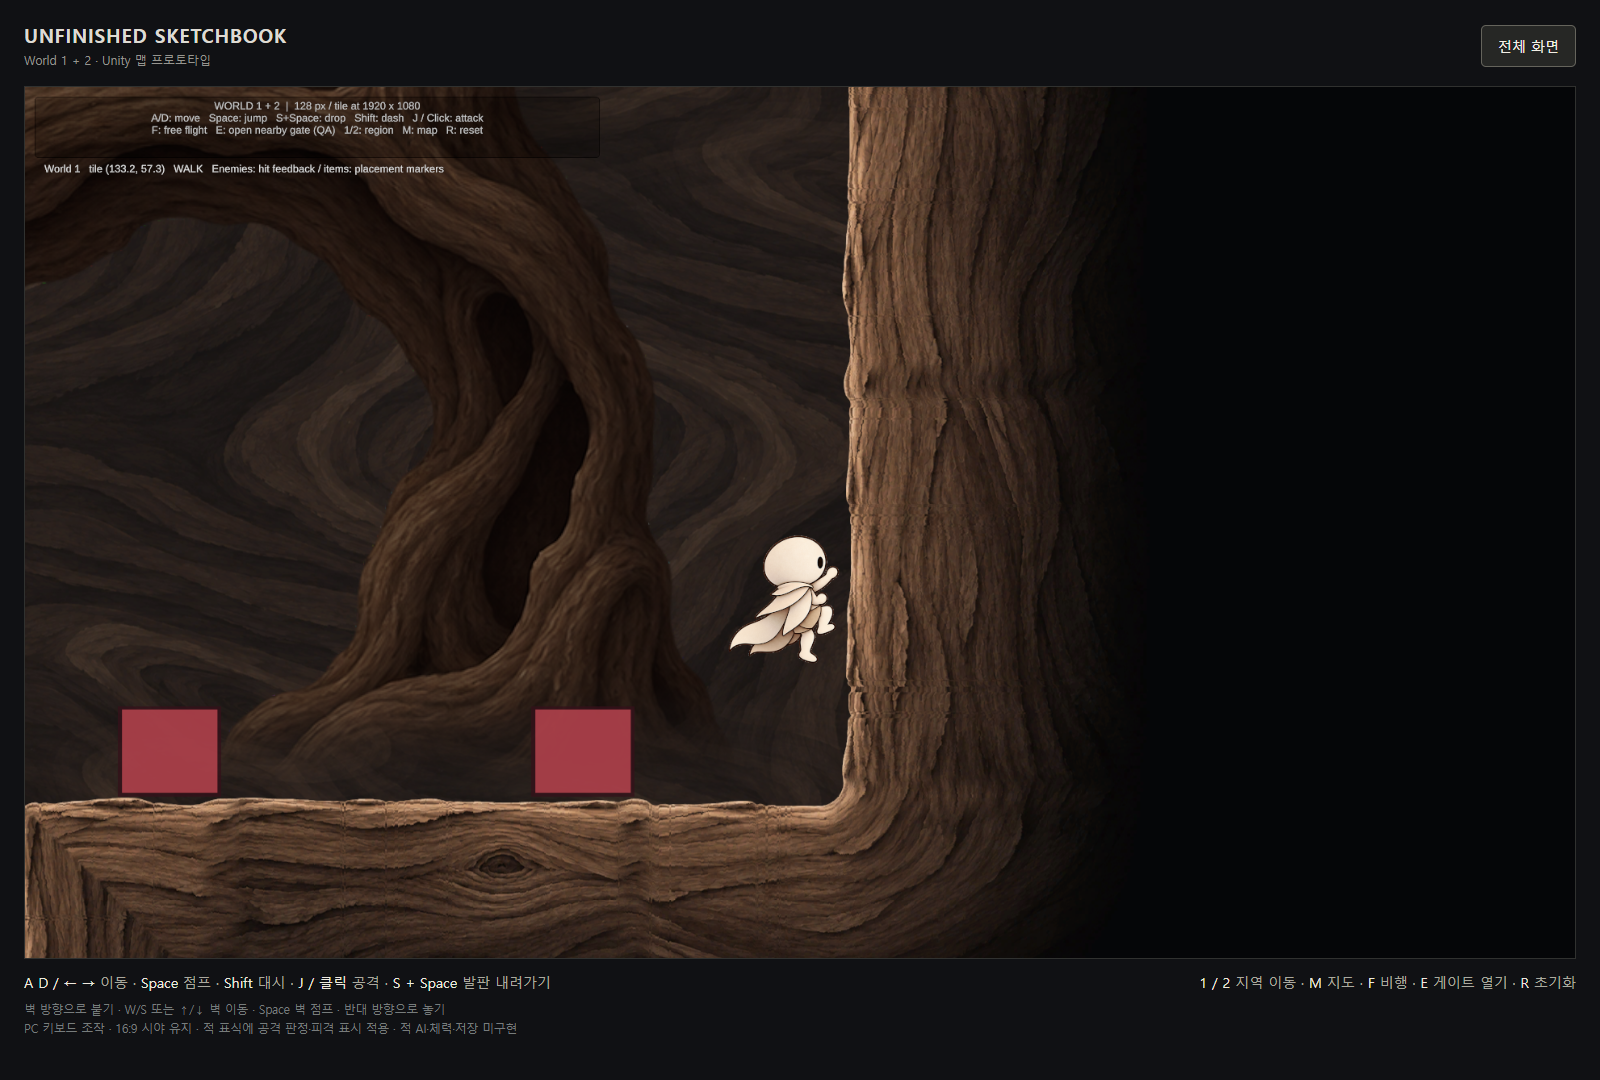 UNFINISHED SKETCHBOOK
World 1 + 2 · Unity 맵 프로토타입
전체 화면
WORLD 1 + 2 | 128 px / tile at 1920 x 1080
A/D: move Space: jump S+Space: drop Shift: dash J / Click: attack
F: free flight E: open nearby gate (QA) 1/2: region M: map R: reset
World 1 tile (133.2, 57.3) WALK Enemies: hit feedback / items: placement markers
A D / ← → 이동 · Space 점프 · Shift 대시 · J / 클릭 공격 · S + Space 발판 내려가기
1 / 2 지역 이동 · M 지도 · F 비행 · E 게이트 열기 · R 초기화
벽 방향으로 붙기 · W/S 또는 ↑/↓ 벽 이동 · Space 벽 점프 · 반대 방향으로 놓기
PC 키보드 조작 · 16:9 시야 유지 · 적 표식에 공격 판정·피격 표시 적용 · 적 AI·체력·저장 미구현